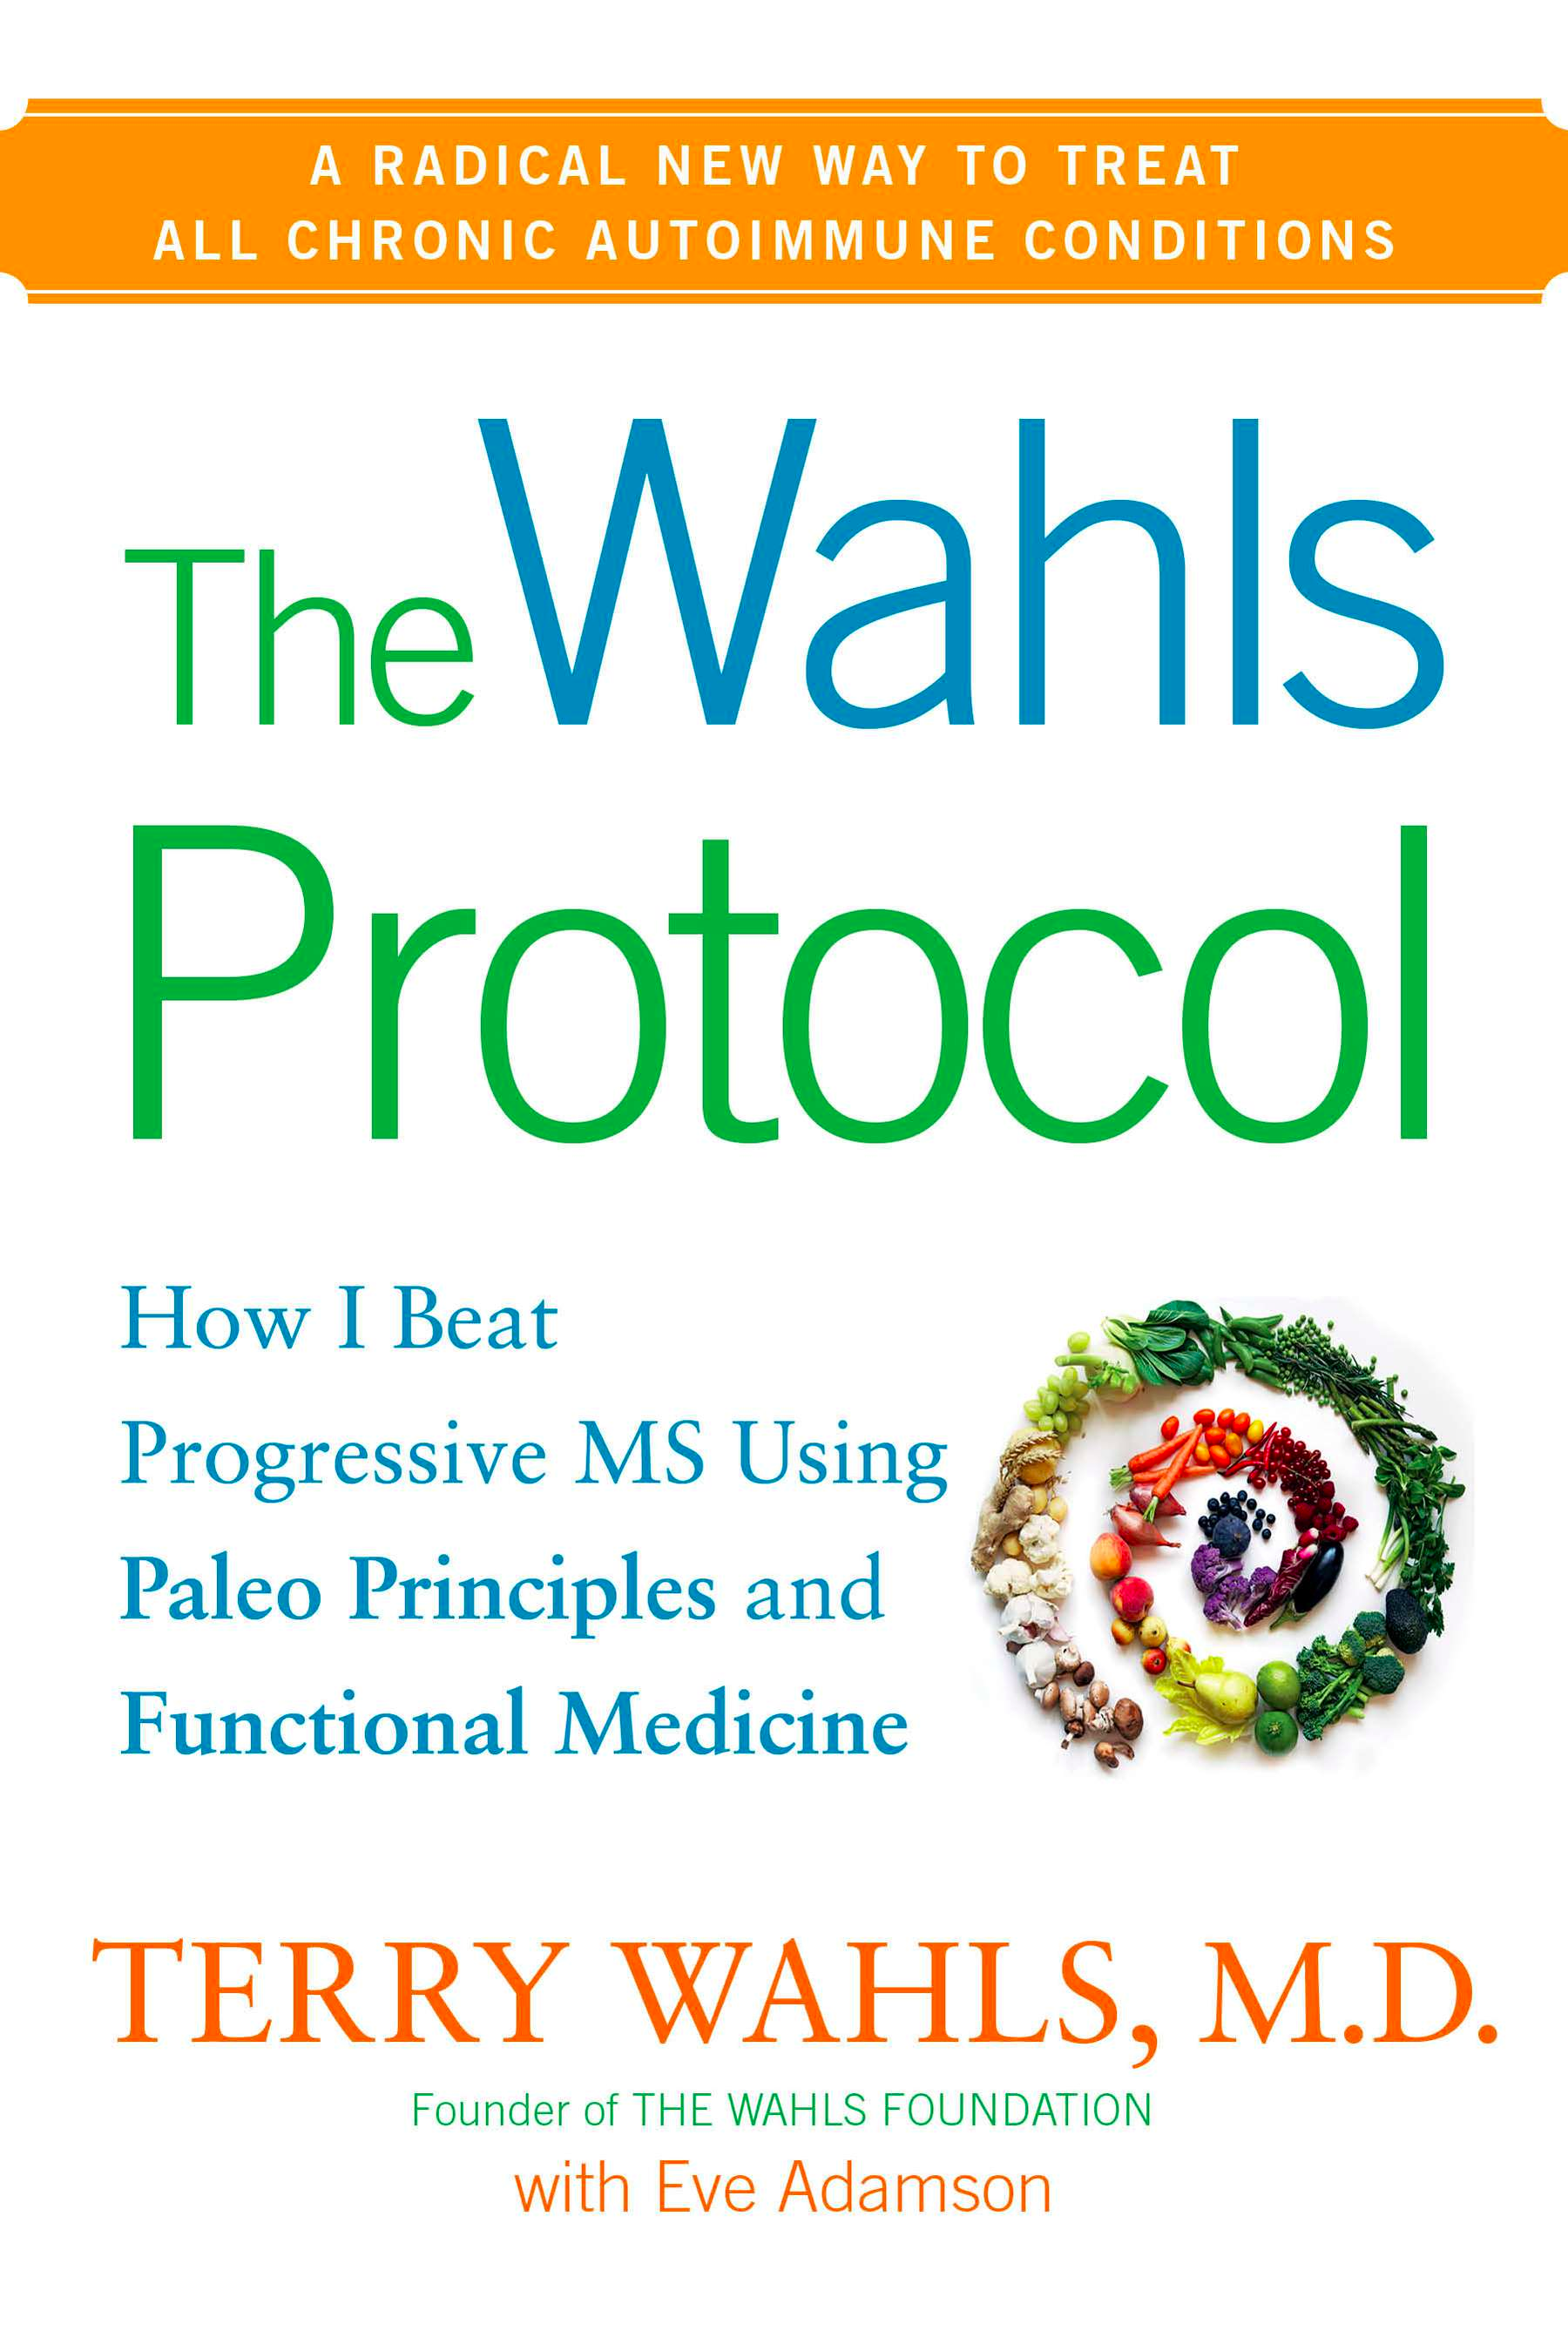 A RADICAL NEW WAY TO TREAT
ALL CHRONIC AUTOIMMUNE CONDITIONS
The Wahls
Protocol
How I Beat
Progressive MS Using
Paleo Principles and
Functional Medicine
TERRY WAHLS, M.D.
Founder of THE WAHLS FOUNDATION
with Eve Adamson